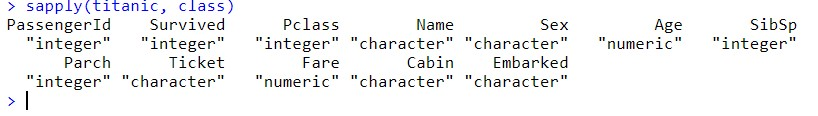 > sapply(titanic, class)
PassengerId Survived Pclass Name Sex Age SibSp
"integer" "integer" "integer" "character" "character" "numeric" "integer"
Parch Ticket Fare Cabin Embarked
"integer" "character" "numeric" "character" "character"
>